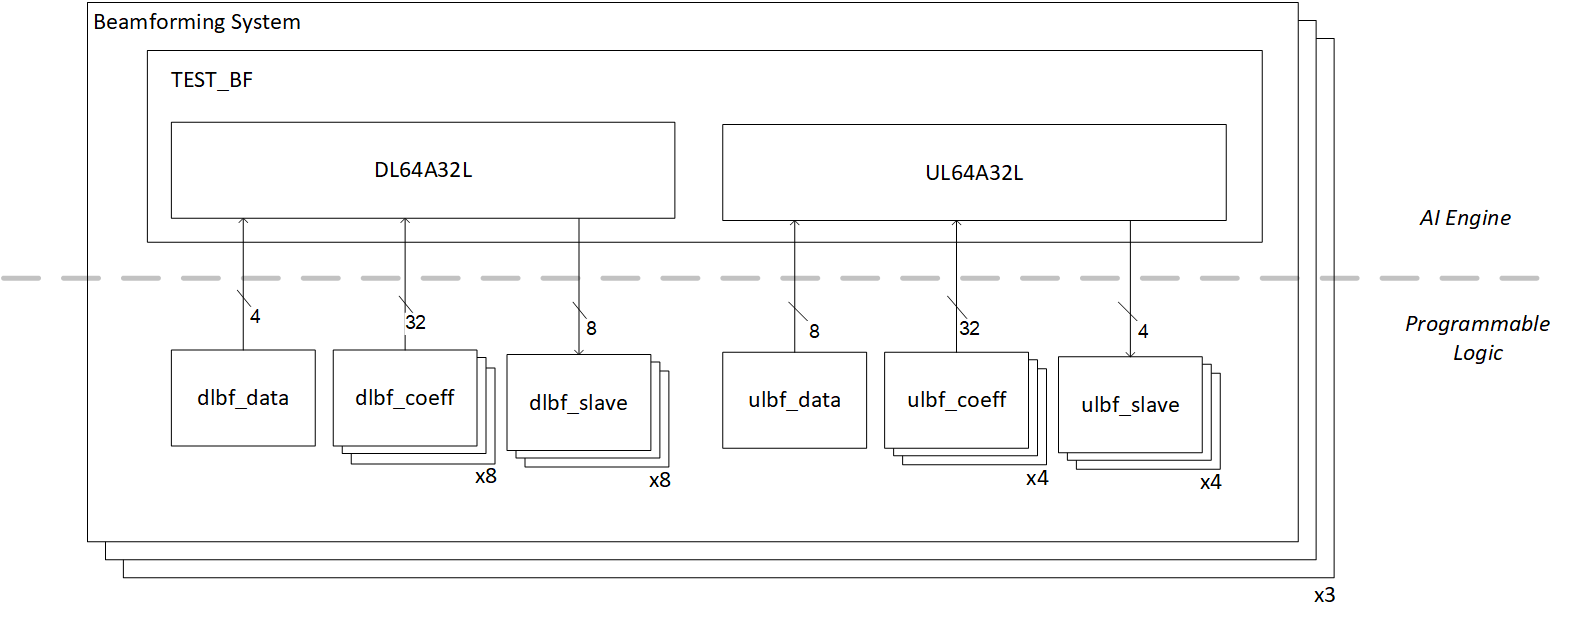 Beamforming System
TEST_BF
DL64A32L
UL64A32L
AI Engine
4
32
8
8
32
4
Programmable
Logic
dlbf_data
dlbf_coeff
dlbf_slave
ulbf_data
ulbf_coeff
ulbf_slave
x8
x8
x4
x4
x3